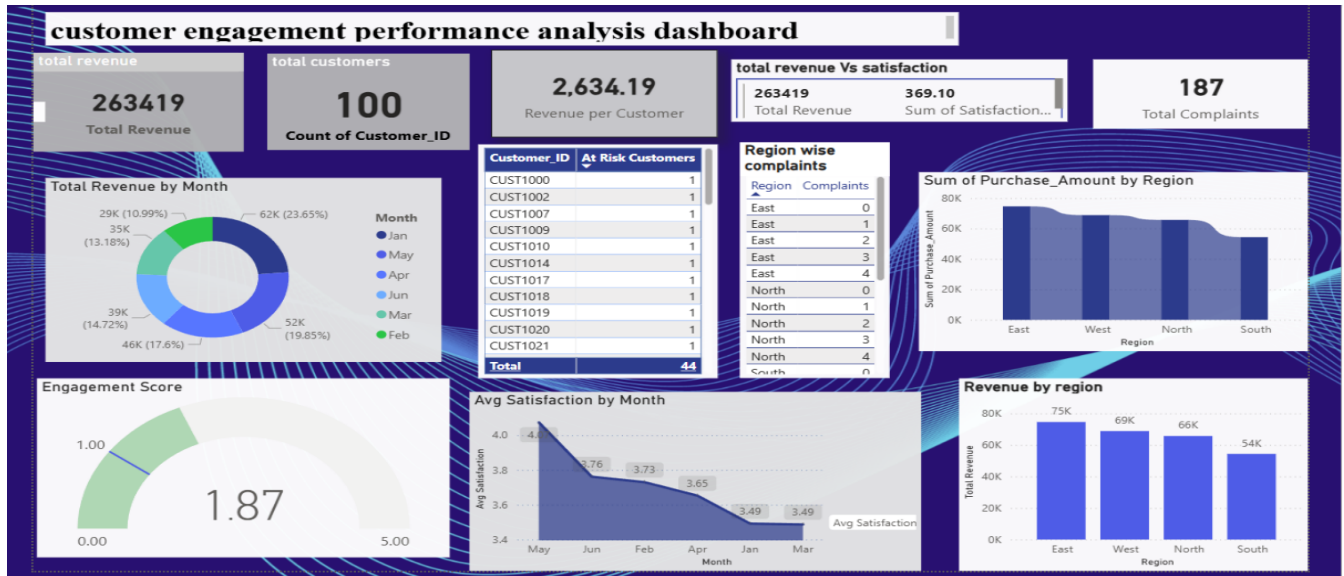 customer engagement performance analysis dashboard
total revenue
263419
Total Revenue
total customers
100
Count of Customer_ID
2,634.19
Revenue per Customer
total revenue Vs satisfaction
263419 369.10
Total Revenue Sum of Satisfaction...
187
Total Complaints
Total Revenue by Month
29K (10.99%)
62K (23.65%)
35K
(13.18%)
39K
(14.72%)
46K (17.6%)
52K
(19.85%)
Month
Jan
May
Apr
Jun
Mar
Feb
Customer_ID At Risk Customers
CUST1000 1
CUST1002 1
CUST1007 1
CUST1009 1
CUST1010 1
CUST1014 1
CUST1017 1
CUST1018 1
CUST1019 1
CUST1020 1
CUST1021 1
Total 44
Region wise
complaints
Region Complaints
East 0
East 1
East 2
East 3
East 4
North 0
North 1
North 2
North 3
North 4
South 0
Sum of Purchase_Amount by Region
Sum of Purchase_Amount
80K
60K
40K
20K
0K
East West North South
Region
Engagement Score
1.00
1.87
0.00 5.00
Avg Satisfaction by Month
Avg Satisfaction
4.0
3.8
3.6
3.4
3.76
3.73
3.65
3.49
3.49
Avg Satisfaction
May Jun Feb Apr Jan Mar
Month
Revenue by region
Total Revenue
80K
60K
40K
20K
0K
75K
69K
66K
54K
East West North South
Region